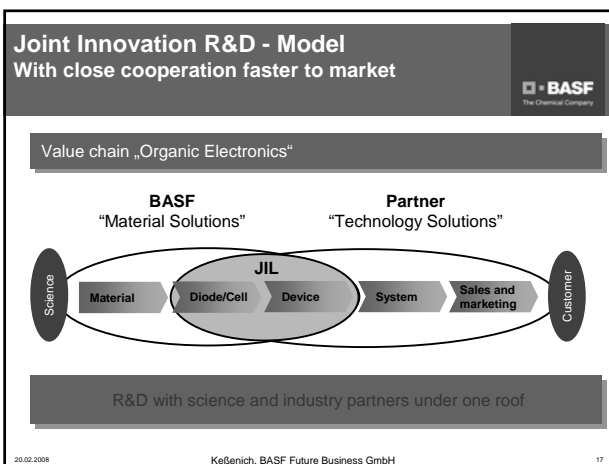 Joint Innovation R&D - Model
With close cooperation faster to market
BASF
The Chemical Company
Value chain „Organic Electronics“
BASF
“Material Solutions”
Partner
“Technology Solutions”
JIL
Science
Material
Diode/Cell
Device
System
Sales and
marketing
Customer
R&D with science and industry partners under one roof
20.02.2008
Keßenich, BASF Future Business GmbH
17